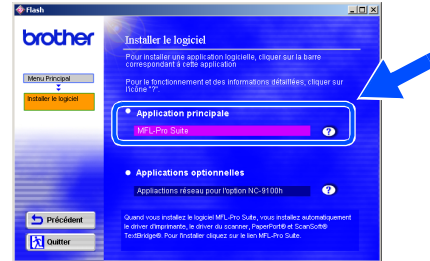 Flash
brother
Installer le logiciel
Pour installer une application logicielle, cliquer sur la barre
correspondant à cette application
Pour le fonctionnement et des informations détaillées, cliquer sur
l'icône "?".
Menu Principal
Installer le logiciel
Application principale
MFL-Pro Suite
?
Applications optionnelles
Appliactions réseau pour l'option NC-9100h
?
Quand vous installez le logiciel MFL-Pro Suite, vous installez automatiquement
le driver d'imprimante, le driver du scanner, PaperPort® et ScanSoft®
TextBridge®. Pour l'installer cliquez sur le lien MFL-Pro Suite.
Précédent
Quitter